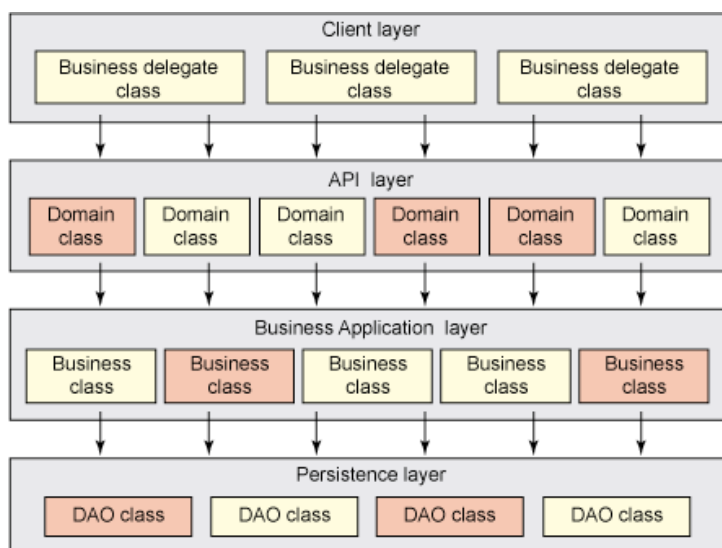 Client layer
Business delegate
class
Business delegate
class
Business delegate
class
API layer
Domain
class
Domain
class
Domain
class
Domain
class
Domain
class
Domain
class
Business Application layer
Business
class
Business
class
Business
class
Business
class
Business
class
Persistence layer
DAO class
DAO class
DAO class
DAO class